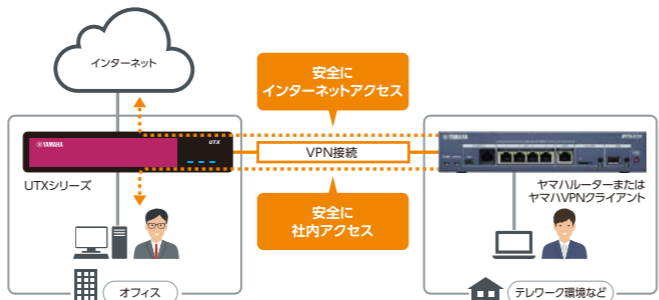 インターネット
安全に
インターネットアクセス
YAMAHA
UTX
VPN接続
YAMAHA
UTXシリーズ
ヤマハルーターまたは
ヤマハVPNクライアント
安全に
社内アクセス
オフィス
テレワーク環境など